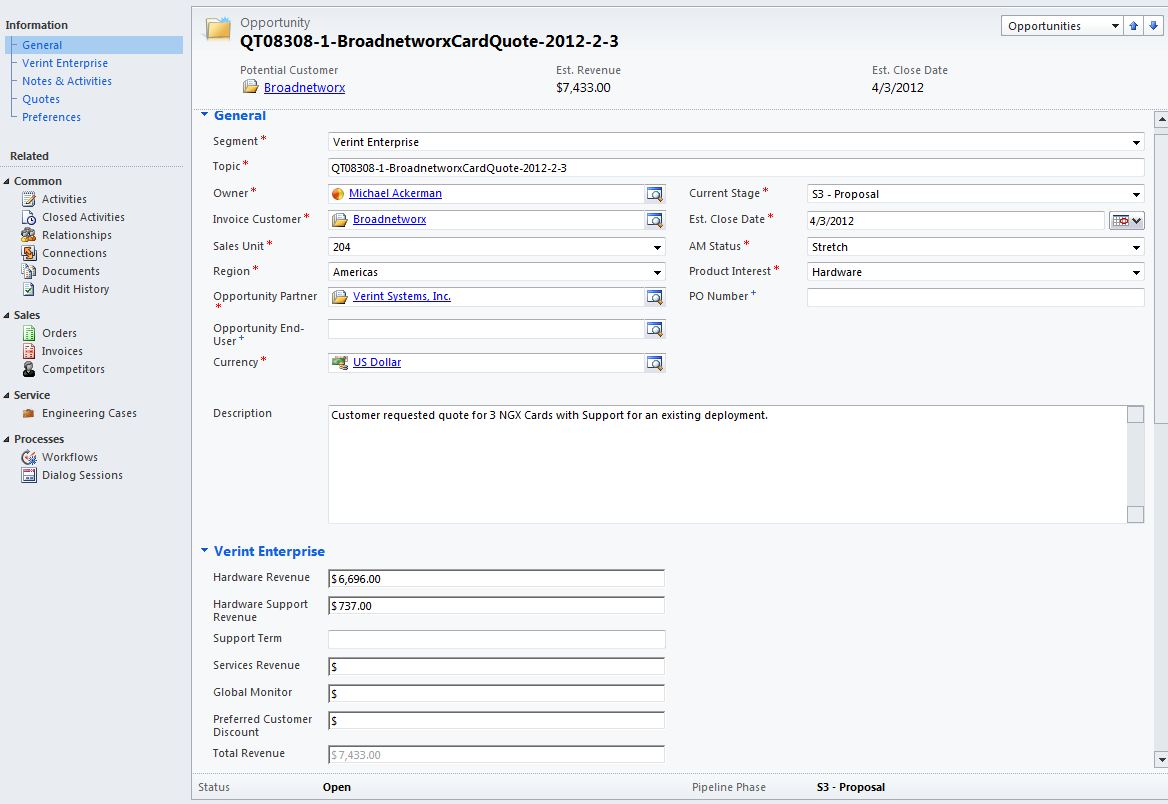 Information
General
Verint Enterprise
Notes & Activities
Quotes
Preferences
Related
Common
Activities
Closed Activities
Relationships
Connections
Documents
Audit History
Sales
Orders
Invoices
Competitors
Service
Engineering Cases
Processes
Workflows
Dialog Sessions
Opportunity
QT08308-1-BroadnetworxCardQuote-2012-2-3
Opportunities
Potential Customer Est. Revenue Est. Close Date
Broadnetworx $7,433.00 4/3/2012
General
Segment * Verint Enterprise
Topic * QT08308-1-BroadnetworxCardQuote-2012-2-3
Owner * Michael Ackerman Current Stage * S3 - Proposal
Invoice Customer * Broadnetworx Est. Close Date * 4/3/2012
Sales Unit * 204 AM Status * Stretch
Region * Americas Product Interest * Hardware
Opportunity Partner * Verint Systems, Inc. PO Number +
Opportunity End-
User +
Currency * US Dollar
Description Customer requested quote for 3 NGX Cards with Support for an existing deployment.
Verint Enterprise
Hardware Revenue $6,696.00
Hardware Support $737.00
Revenue
Support Term
Services Revenue $
Global Monitor $
Preferred Customer $
Discount
Total Revenue $7,433.00
Status Open Pipeline Phase S3 - Proposal